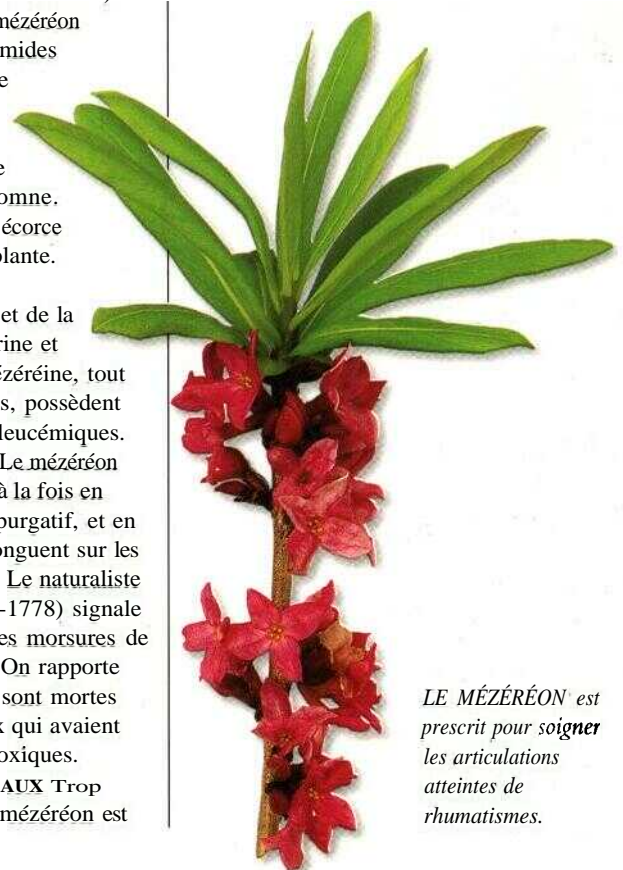 mézéréon
mides
e
e
omne.
écorce
plante.
et de la
rine et
ézéréine, tout
s, possèdent
leucémiques.
Le mézéréon
à la fois en
purgatif, et en
onguent sur les
Le naturaliste
-1778) signale
es morsures de
On rapporte
sont mortes
x qui avaient
oxiques.
AUX Trop
mézéréon est
LE MÉZÉRÉON est
prescrit pour soigner
les articulations
atteintes de
rhumatismes.